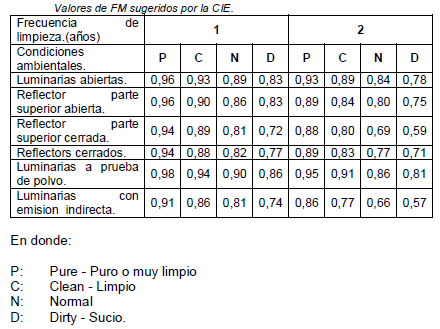 Valores de FM sugeridos por la CIE.
Frecuencia de
limpieza.(años)
1 2
Condiciones
ambientales.
P C N D P C N D
Luminarias abiertas. 0,96 0,93 0,89 0,83 0,93 0,89 0,84 0,78
Reflector parte
superior abierta.
0,96 0,90 0,86 0,83 0,89 0,84 0,80 0,75
Reflector parte
superior cerrada.
0,94 0,89 0,81 0,72 0,88 0,80 0,69 0,59
Reflectors cerrados. 0,94 0,88 0,82 0,77 0,89 0,83 0,77 0,71
Luminarias a prueba
de polvo.
0,98 0,94 0,90 0,86 0,95 0,91 0,86 0,81
Luminarias con
emision indirecta.
0,91 0,86 0,81 0,74 0,86 0,77 0,66 0,57
En donde:
P: Pure - Puro o muy limpio
C: Clean - Limpio
N: Normal
D: Dirty - Sucio.